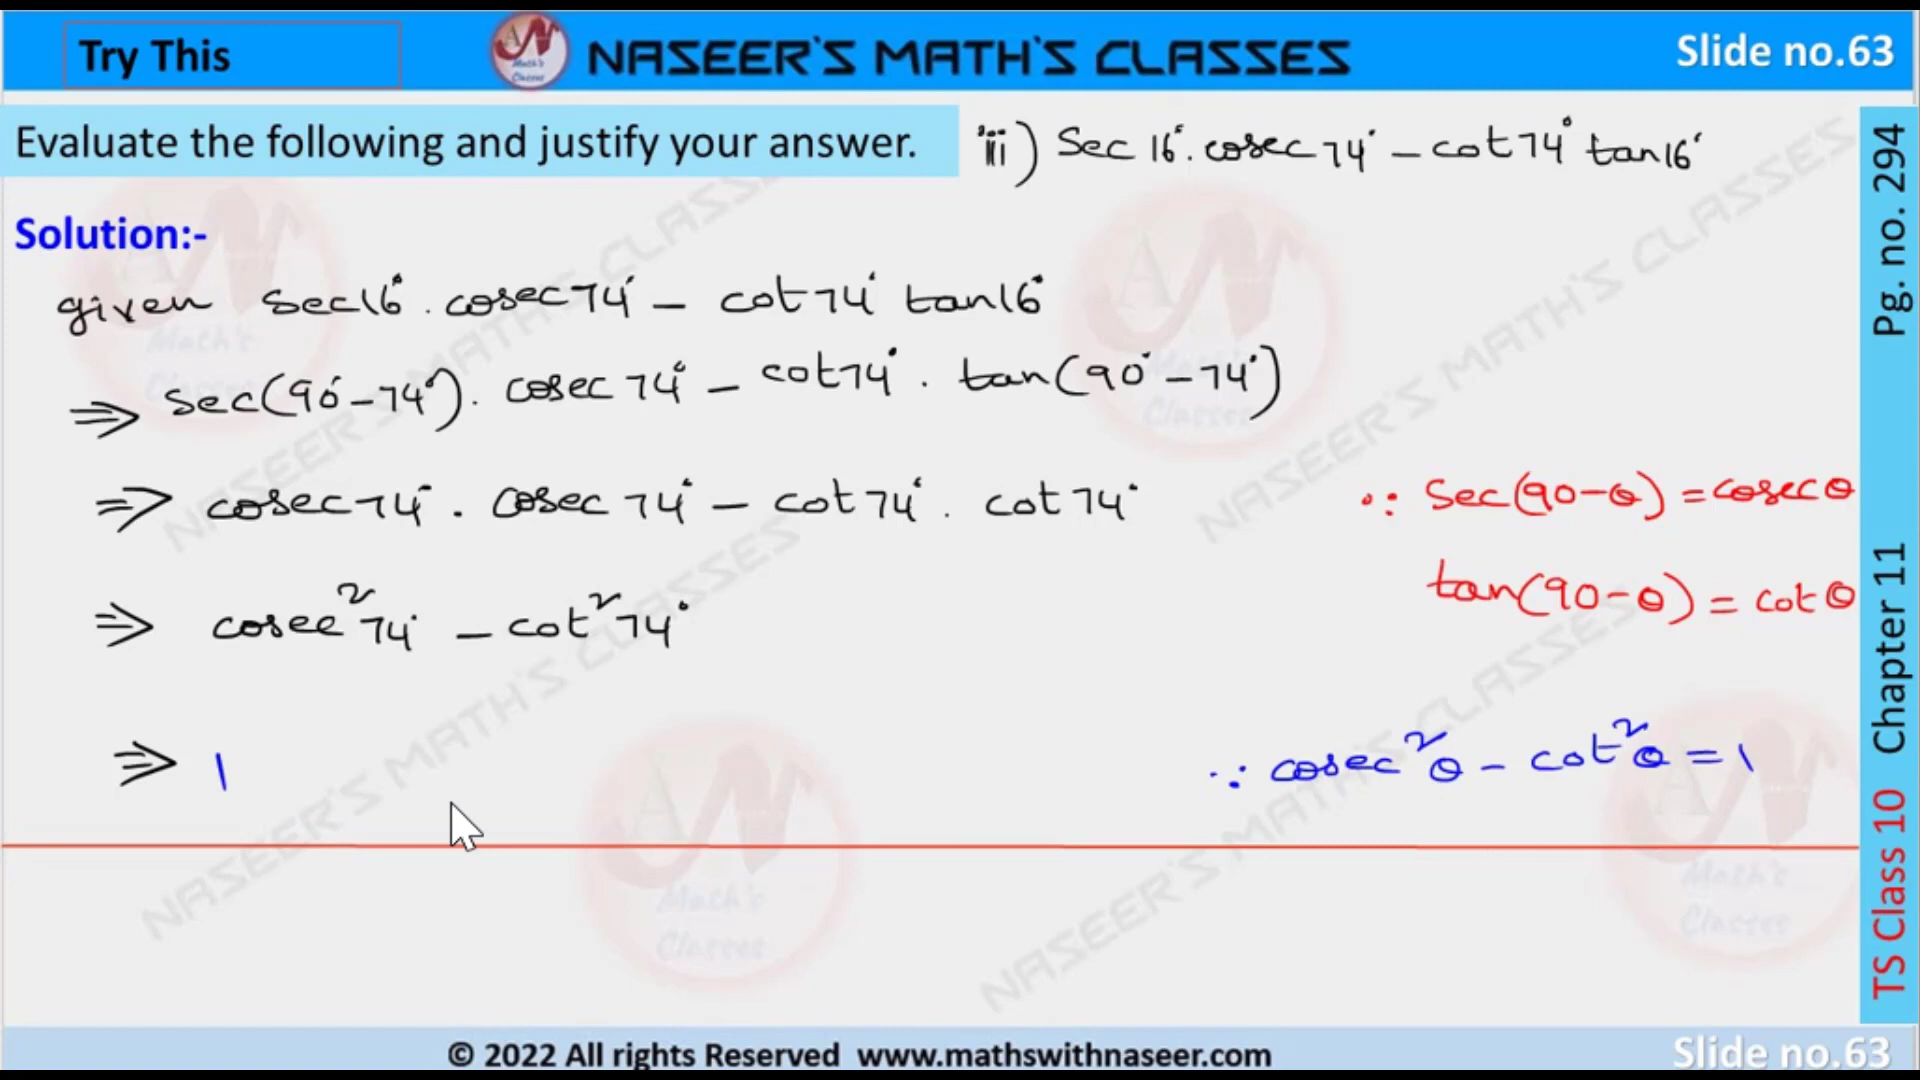 Try This
NASEER'S MATH'S CLASSES
Slide no.63
Evaluate the following and justify your answer.
iii) Sec 16°. cosec 74° – cot 74° tan 16°
Solution:-
given sec16°. cosec74° – cot74° tan16°
⇒ sec(90°–74°). cosec 74° – cot74°. tan(90°–74°)
⇒ cosec74°. cosec 74° – cot74°. cot74°
∵ Sec(90–θ) = cosecθ
tan(90–θ) = cotθ
⇒ cosec²74° – cot²74°
⇒ 1
∵ cosec²θ – cot²θ = 1
Pg. no. 294
Chapter 11
TS Class 10
© 2022 All rights Reserved www.mathswithnaseer.com
Slide no.63